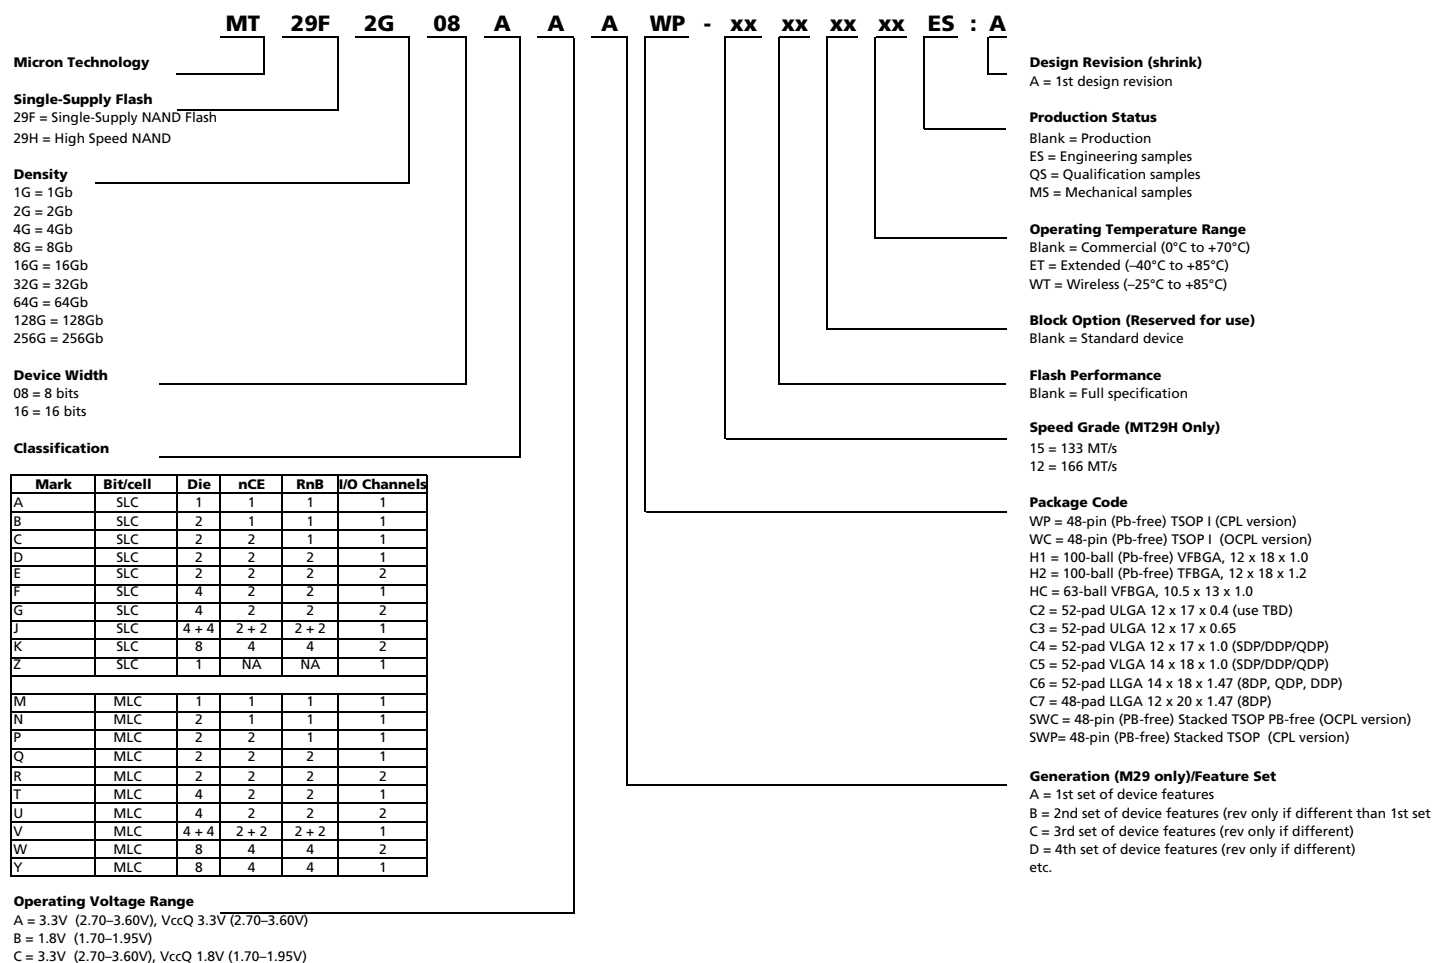 MT 29F 2G 08 A A A WP - xx xx xx xx ES : A
Micron Technology
Single-Supply Flash
29F = Single-Supply NAND Flash
29H = High Speed NAND
Density
1G = 1Gb
2G = 2Gb
4G = 4Gb
8G = 8Gb
16G = 16Gb
32G = 32Gb
64G = 64Gb
128G = 128Gb
256G = 256Gb
Device Width
08 = 8 bits
16 = 16 bits
Classification
Mark Bit/cell Die nCE RnB I/O Channels
A SLC 1 1 1 1
B SLC 2 1 1 1
C SLC 2 2 1 1
D SLC 2 2 2 1
E SLC 2 2 2 2
F SLC 4 2 2 1
G SLC 4 2 2 2
J SLC 4 + 4 2 + 2 2 + 2 1
K SLC 8 4 4 2
Z SLC 1 NA NA 1
M MLC 1 1 1 1
N MLC 2 1 1 1
P MLC 2 2 1 1
Q MLC 2 2 2 1
R MLC 2 2 2 2
T MLC 4 2 2 1
U MLC 4 2 2 2
V MLC 4 + 4 2 + 2 2 + 2 1
W MLC 8 4 4 2
Y MLC 8 4 4 1
Operating Voltage Range
A = 3.3V (2.70–3.60V), VccQ 3.3V (2.70–3.60V)
B = 1.8V (1.70–1.95V)
C = 3.3V (2.70–3.60V), VccQ 1.8V (1.70–1.95V)
Design Revision (shrink)
A = 1st design revision
Production Status
Blank = Production
ES = Engineering samples
QS = Qualification samples
MS = Mechanical samples
Operating Temperature Range
Blank = Commercial (0°C to +70°C)
ET = Extended (–40°C to +85°C)
WT = Wireless (–25°C to +85°C)
Block Option (Reserved for use)
Blank = Standard device
Flash Performance
Blank = Full specification
Speed Grade (MT29H Only)
15 = 133 MT/s
12 = 166 MT/s
Package Code
WP = 48-pin (Pb-free) TSOP I (CPL version)
WC = 48-pin (Pb-free) TSOP I (OCPL version)
H1 = 100-ball (Pb-free) VFBGA, 12 x 18 x 1.0
H2 = 100-ball (Pb-free) TFBGA, 12 x 18 x 1.2
HC = 63-ball VFBGA, 10.5 x 13 x 1.0
C2 = 52-pad ULGA 12 x 17 x 0.4 (use TBD)
C3 = 52-pad ULGA 12 x 17 x 0.65
C4 = 52-pad VLGA 12 x 17 x 1.0 (SDP/DDP/QDP)
C5 = 52-pad VLGA 14 x 18 x 1.0 (SDP/DDP/QDP)
C6 = 52-pad LLGA 14 x 18 x 1.47 (8DP, QDP, DDP)
C7 = 48-pad LLGA 12 x 20 x 1.47 (8DP)
SWC = 48-pin (PB-free) Stacked TSOP PB-free (OCPL version)
SWP= 48-pin (PB-free) Stacked TSOP (CPL version)
Generation (M29 only)/Feature Set
A = 1st set of device features
B = 2nd set of device features (rev only if different than 1st set
C = 3rd set of device features (rev only if different)
D = 4th set of device features (rev only if different)
etc.